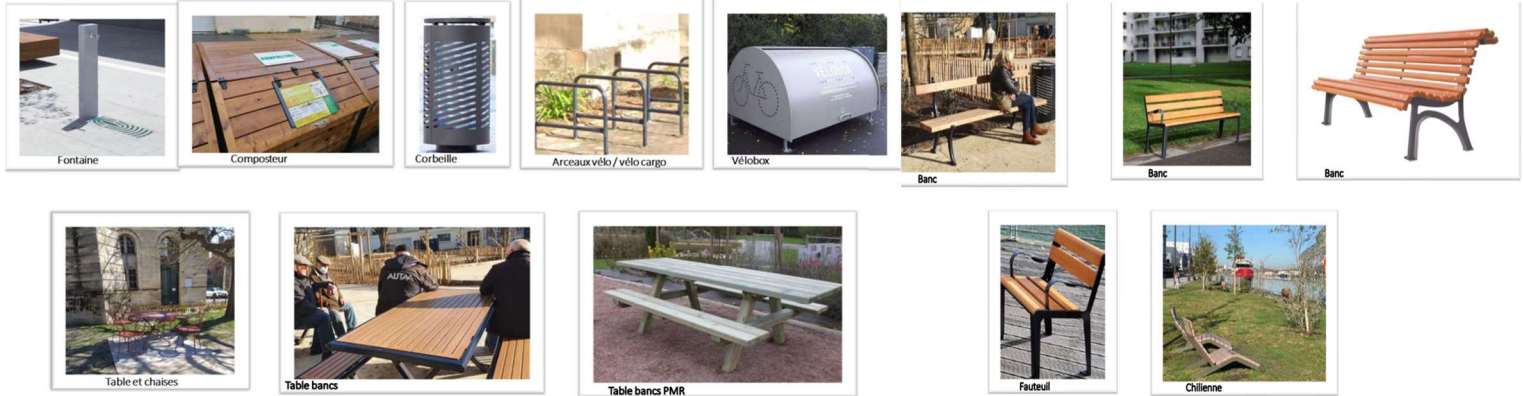 Fontaine
Composteur
Corbeille
Arceaux vélo / vélo cargo
Vélobox
Banc
Banc
Banc
AUTAA
Table et chaises
Table bancs
Table bancs PMR
Fauteuil
Chilienne